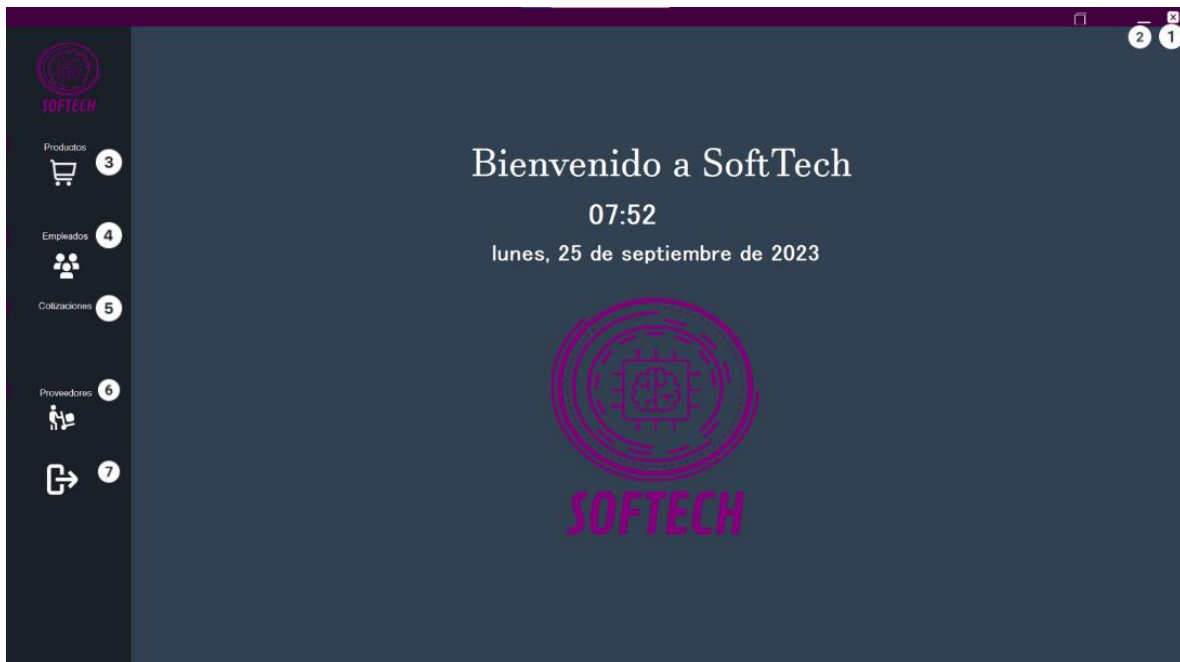 2 1
SOFTECH
Productos
3
Empleados 4
Cotizaciones 5
Proveedores 6
7
Bienvenido a SoftTech
07:52
lunes, 25 de septiembre de 2023
SOFTECH